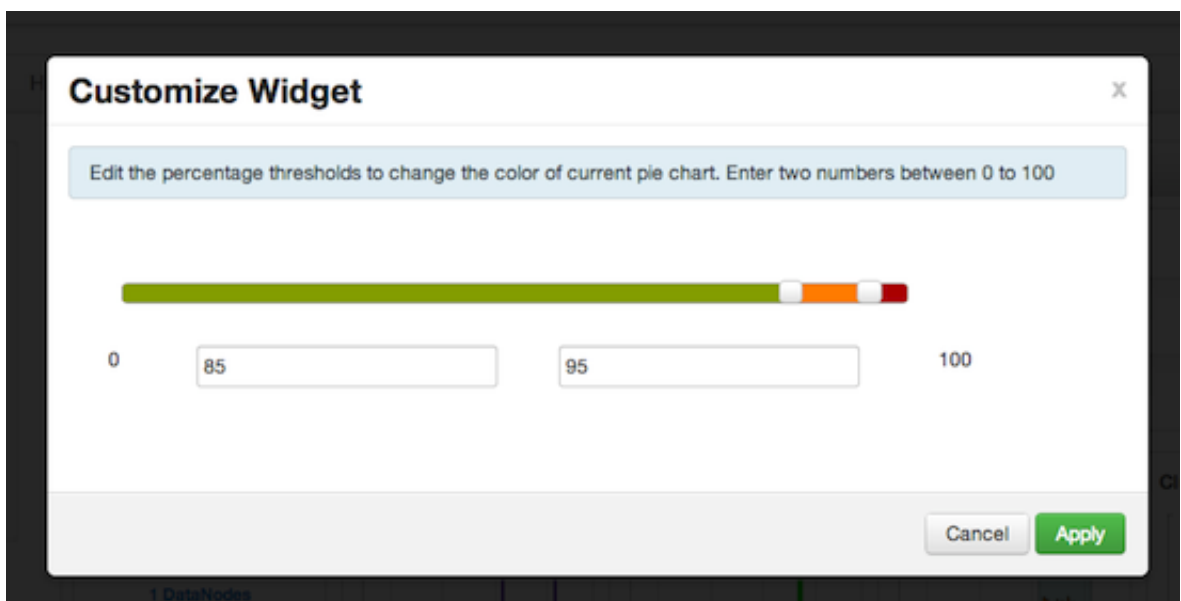 Customize Widget
x
Edit the percentage thresholds to change the color of current pie chart. Enter two numbers between 0 to 100
0
85
95
100
Cancel
Apply
1 DataNodes